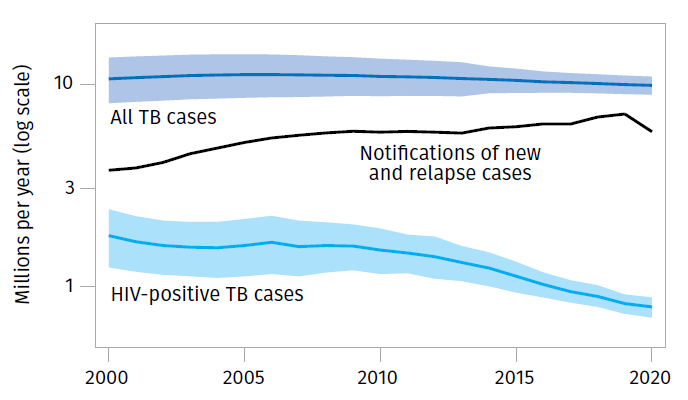 Millions per year (log scale)
10
3
1
All TB cases
Notifications of new
and relapse cases
HIV-positive TB cases
2000
2005
2010
2015
2020